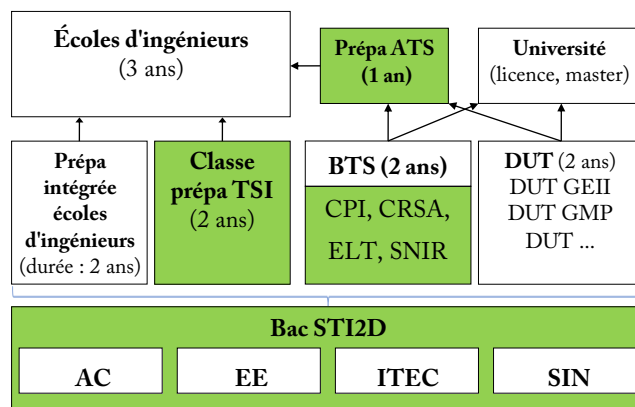 Écoles d'ingénieurs
(3 ans)
Prépa ATS
(1 an)
Université
(licence, master)
Prépa
intégrée
écoles
d'ingénieurs
(durée : 2 ans)
Classe
prépa TSI
(2 ans)
BTS (2 ans)
CPI, CRSA,
ELT, SNIR
DUT (2 ans)
DUT GEII
DUT GMP
DUT ...
Bac STI2D
AC
EE
ITEC
SIN